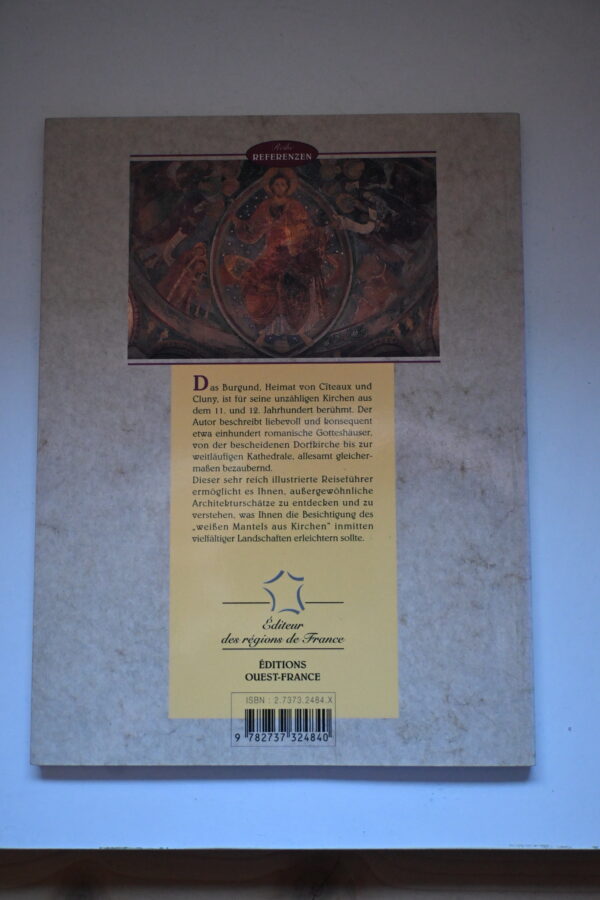 Reihe
REFERENZEN
Das Burgund, Heimat von Cîteaux und
Cluny, ist für seine unzähligen Kirchen aus
dem 11. und 12. Jahrhundert berühmt. Der
Autor beschreibt liebevoll und konsequent
etwa einhundert romanische Gotteshäuser,
von der bescheidenen Dorfkirche bis zur
weitläufigen Kathedrale, allesamt gleicher-
maßen bezaubernd.
Dieser sehr reich illustrierte Reiseführer
ermöglicht es Ihnen, außergewöhnliche
Architekturschätze zu entdecken und zu
verstehen, was Ihnen die Besichtigung des
„weißen Mantels aus Kirchen" inmitten
vielfältiger Landschaften erleichtern sollte.
Éditeur
des régions de France
ÉDITIONS
OUEST-FRANCE
ISBN : 2.7373.2484.X
9 782737 324840